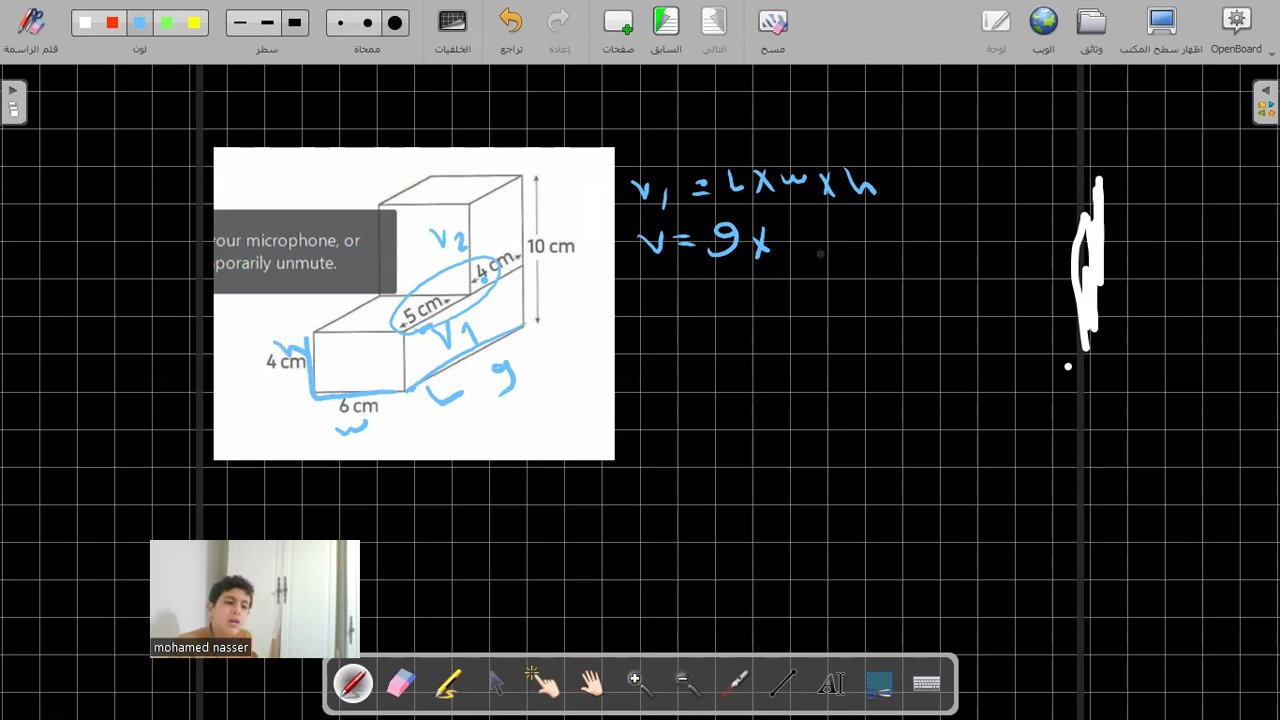 قلم الراسمة
لون
سطر
ممحاة
الخلفيات
تراجع
إعادة
صفحات
السابق
التالي
مسح
لوحة
الويب
وثائق
اظهار سطح المكتب
OpenBoard
your microphone, or
porarily unmute.
10 cm
4 cm
5 cm
4 cm
6 cm
V2
V1
h
w
L 9
V1 = L x w x h
V = 9 x
mohamed nasser